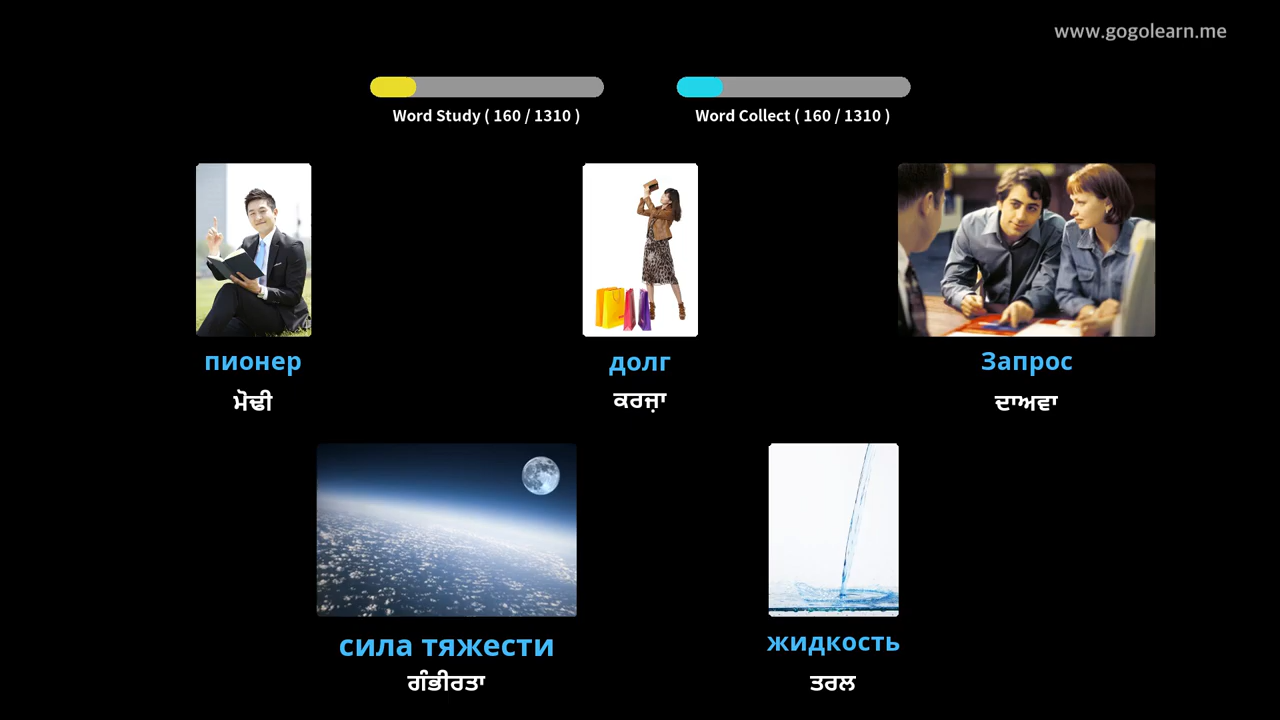 www.gogolearn.me
Word Study ( 160 / 1310 )
Word Collect ( 160 / 1310 )
пионер
ਮੋਢੀ
долг
ਕਰਜ਼ਾ
Запрос
ਦਾਅਵਾ
сила тяжести
ਗੰਭੀਰਤਾ
жидкость
ਤਰਲ